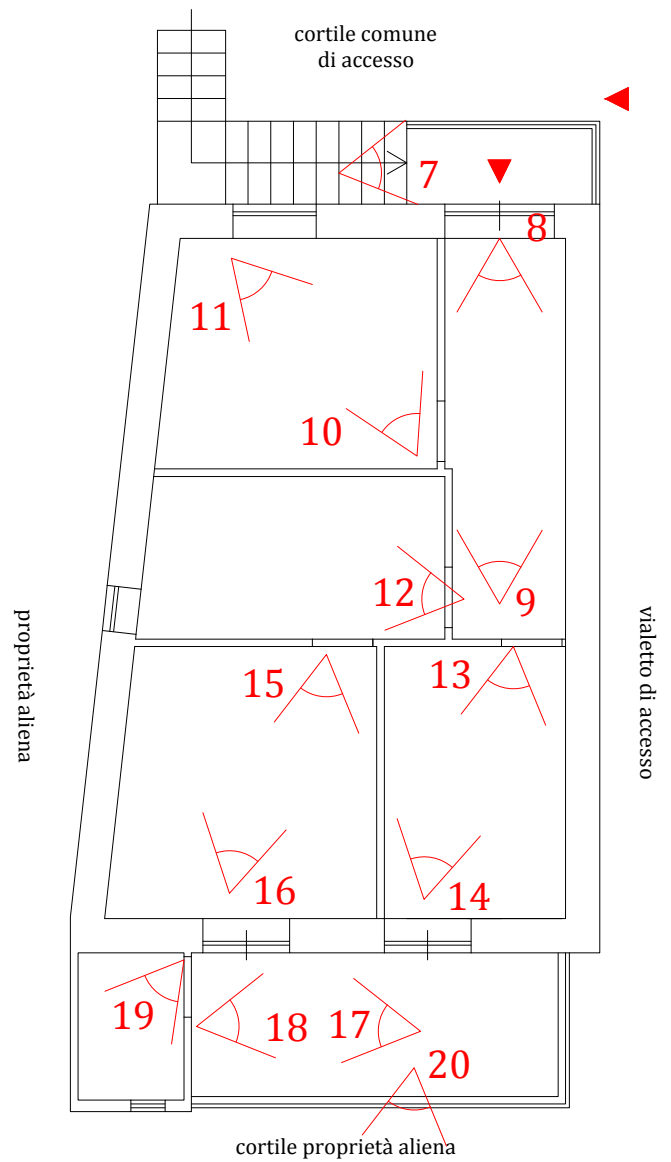 cortile comune
di accesso
7
8
11
10
12
9
proprietà aliena
vialetto di accesso
15
13
16
14
19
18
17
20
cortile proprietà aliena